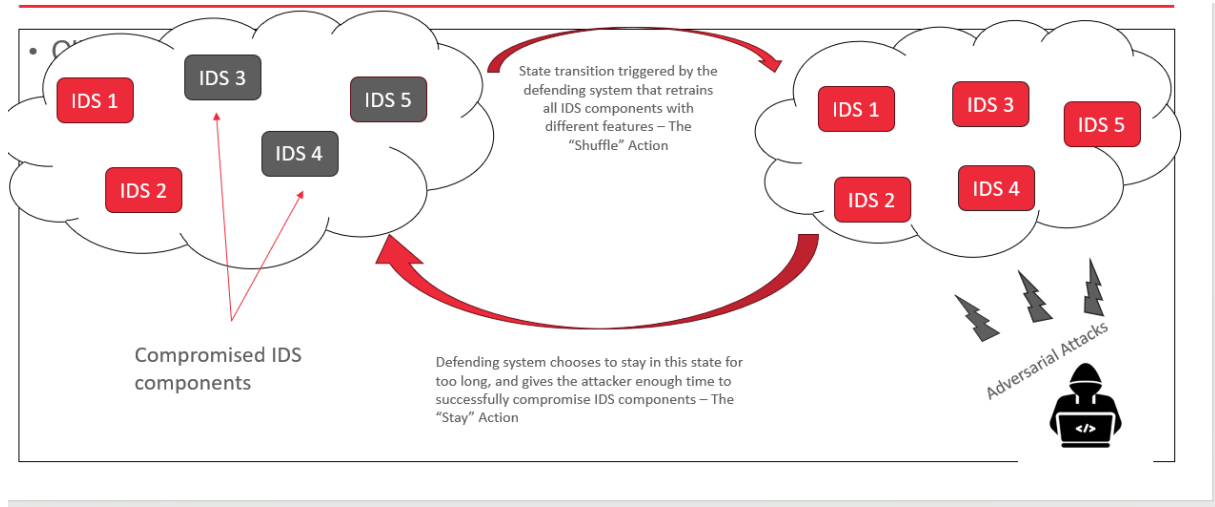 IDS 1
IDS 3
IDS 5
IDS 4
IDS 2
Compromised IDS
components
State transition triggered by the
defending system that retrains
all IDS components with
different features – The
“Shuffle” Action
Defending system chooses to stay in this state for
too long, and gives the attacker enough time to
successfully compromise IDS components – The
“Stay” Action
IDS 1
IDS 3
IDS 5
IDS 2
IDS 4
Adversarial Attacks
</>